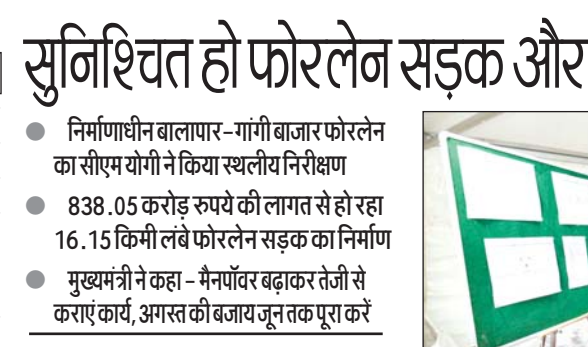 सुनिश्चित हो फोरलेन सड़क और
● निर्माणाधीन बालापार–गांगी बाजार फोरलेन
का सीएम योगी ने किया स्थलीय निरीक्षण
● 838.05 करोड़ रुपये की लागत से हो रहा
16.15 किमी लंबे फोरलेन सड़क का निर्माण
● मुख्यमंत्री ने कहा – मैनपॉवर बढ़ाकर तेजी से
कराएं कार्य, अगस्त की बजाय जून तक पूरा करें